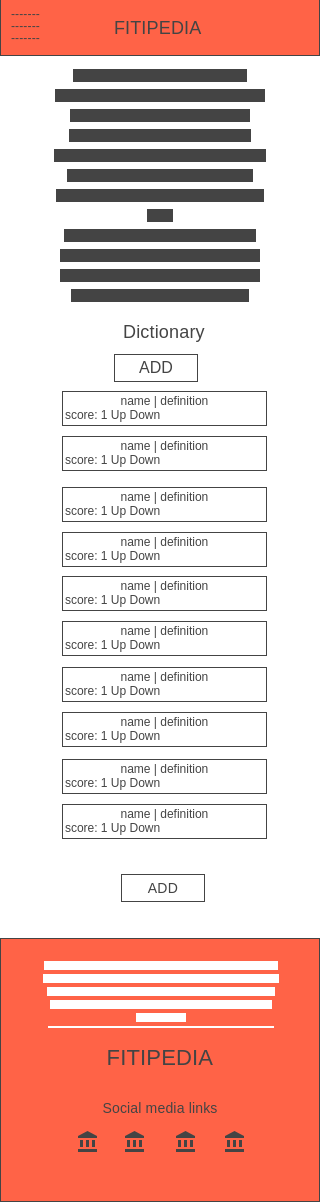 FITIPEDIA
Dictionary
ADD
name | definition
score: 1 Up Down
name | definition
score: 1 Up Down
name | definition
score: 1 Up Down
name | definition
score: 1 Up Down
name | definition
score: 1 Up Down
name | definition
score: 1 Up Down
name | definition
score: 1 Up Down
name | definition
score: 1 Up Down
name | definition
score: 1 Up Down
name | definition
score: 1 Up Down
ADD
FITIPEDIA
Social media links